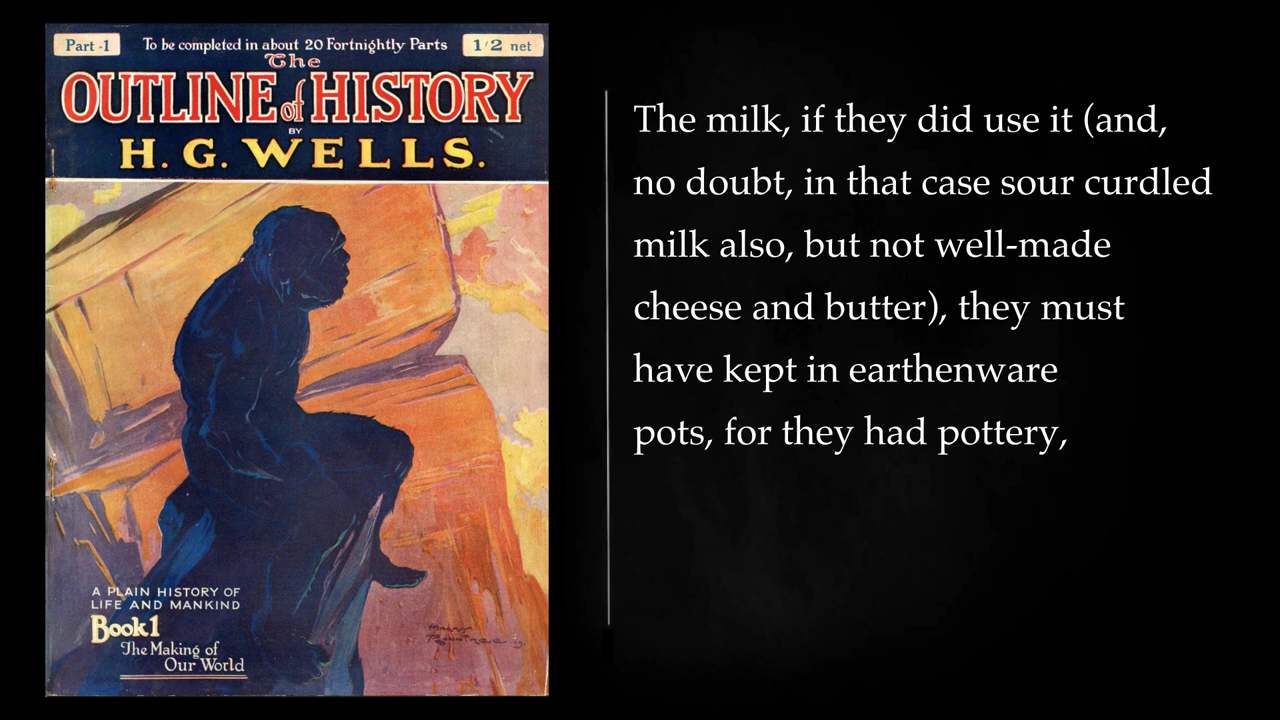 Part -1
To be completed in about 20 Fortnightly Parts
1/2 net
The
OUTLINE of HISTORY
BY
H. G. WELLS.
A PLAIN HISTORY OF
LIFE AND MANKIND
Book 1
The Making of
Our World
The milk, if they did use it (and,
no doubt, in that case sour curdled
milk also, but not well-made
cheese and butter), they must
have kept in earthenware
pots, for they had pottery,